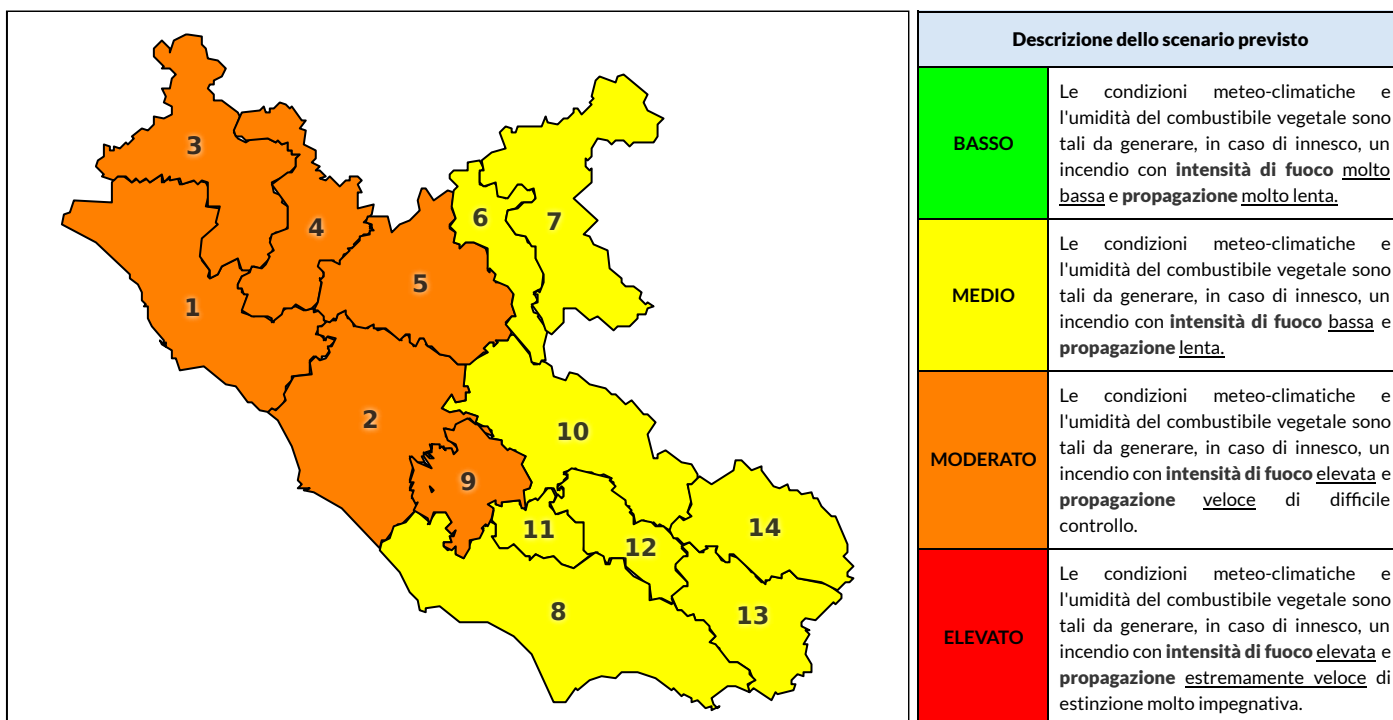 3
4
6
7
5
1
2
10
9
11
12
14
8
13
Descrizione dello scenario previsto
BASSO
Le condizioni meteo-climatiche e
l'umidità del combustibile vegetale sono
tali da generare, in caso di innesco, un
incendio con intensità di fuoco molto
bassa e propagazione molto lenta.
MEDIO
Le condizioni meteo-climatiche e
l'umidità del combustibile vegetale sono
tali da generare, in caso di innesco, un
incendio con intensità di fuoco bassa e
propagazione lenta.
MODERATO
Le condizioni meteo-climatiche e
l'umidità del combustibile vegetale sono
tali da generare, in caso di innesco, un
incendio con intensità di fuoco elevata e
propagazione veloce di difficile
controllo.
ELEVATO
Le condizioni meteo-climatiche e
l'umidità del combustibile vegetale sono
tali da generare, in caso di innesco, un
incendio con intensità di fuoco elevata e
propagazione estremamente veloce di
estinzione molto impegnativa.